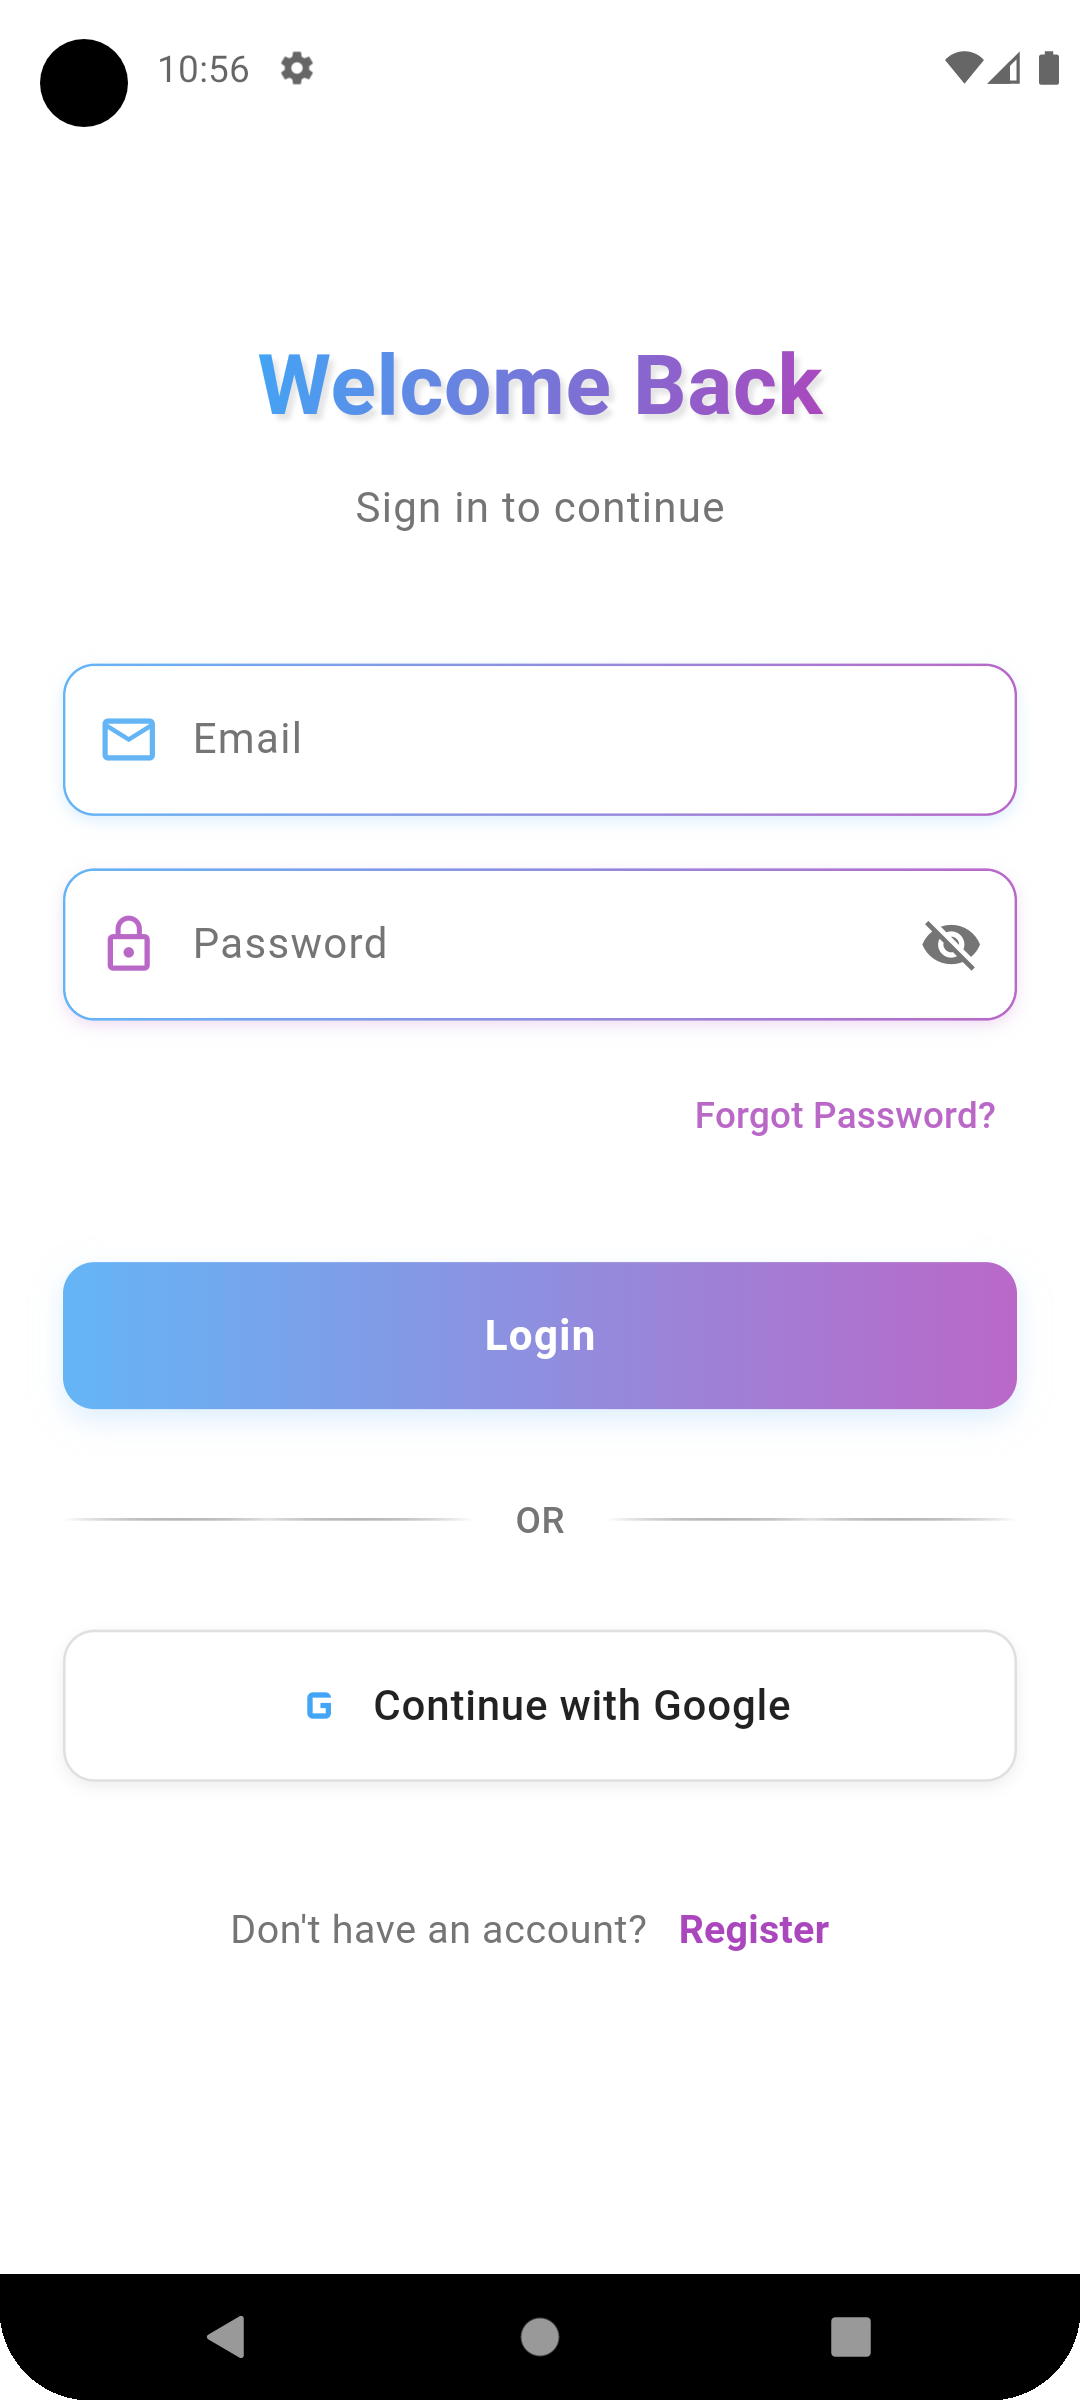 10:56
Welcome Back
Sign in to continue
Email
Password
Forgot Password?
Login
OR
G Continue with Google
Don't have an account? Register